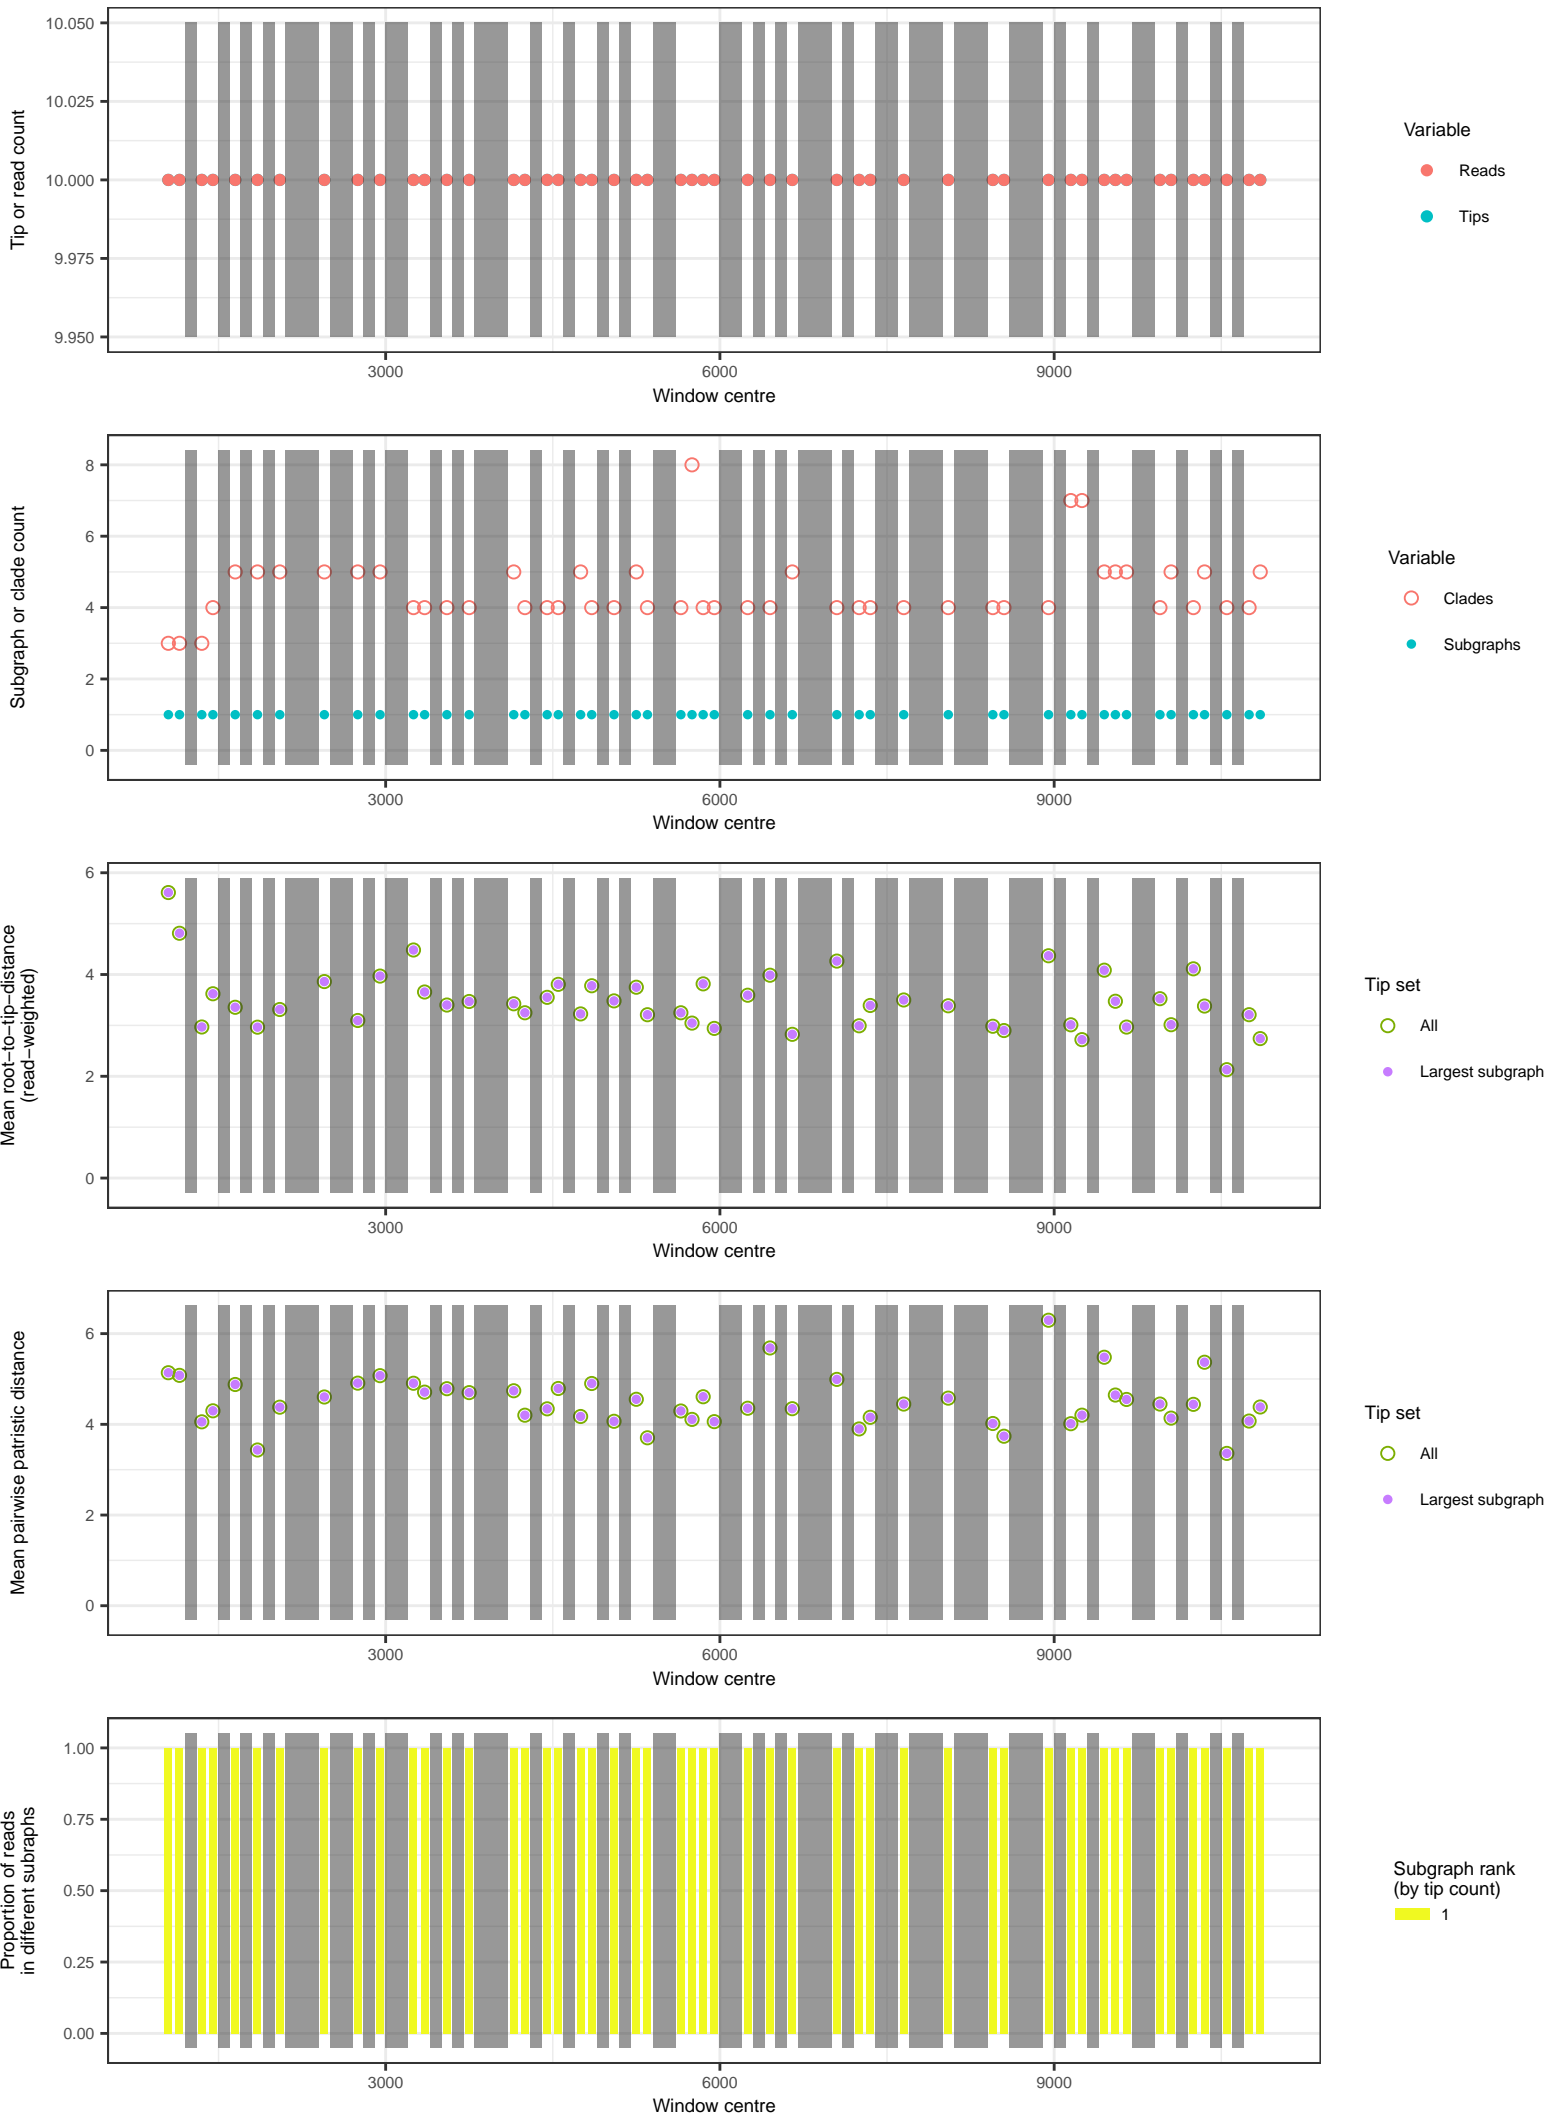 10.050
10.025
10.000
9.975
9.950
Tip or read count
3000
6000
9000
Window centre
Variable
Reads
Tips
8
6
4
2
0
Subgraph or clade count
3000
6000
9000
Window centre
Variable
Clades
Subgraphs
6
4
2
0
Mean root−to−tip−distance
(read−weighted)
3000
6000
9000
Window centre
Tip set
All
Largest subgraph
6
4
2
0
Mean pairwise patristic distance
3000
6000
9000
Window centre
Tip set
All
Largest subgraph
1.00
0.75
0.50
0.25
0.00
Proportion of reads
in different subraphs
3000
6000
9000
Window centre
Subgraph rank
(by tip count)
1